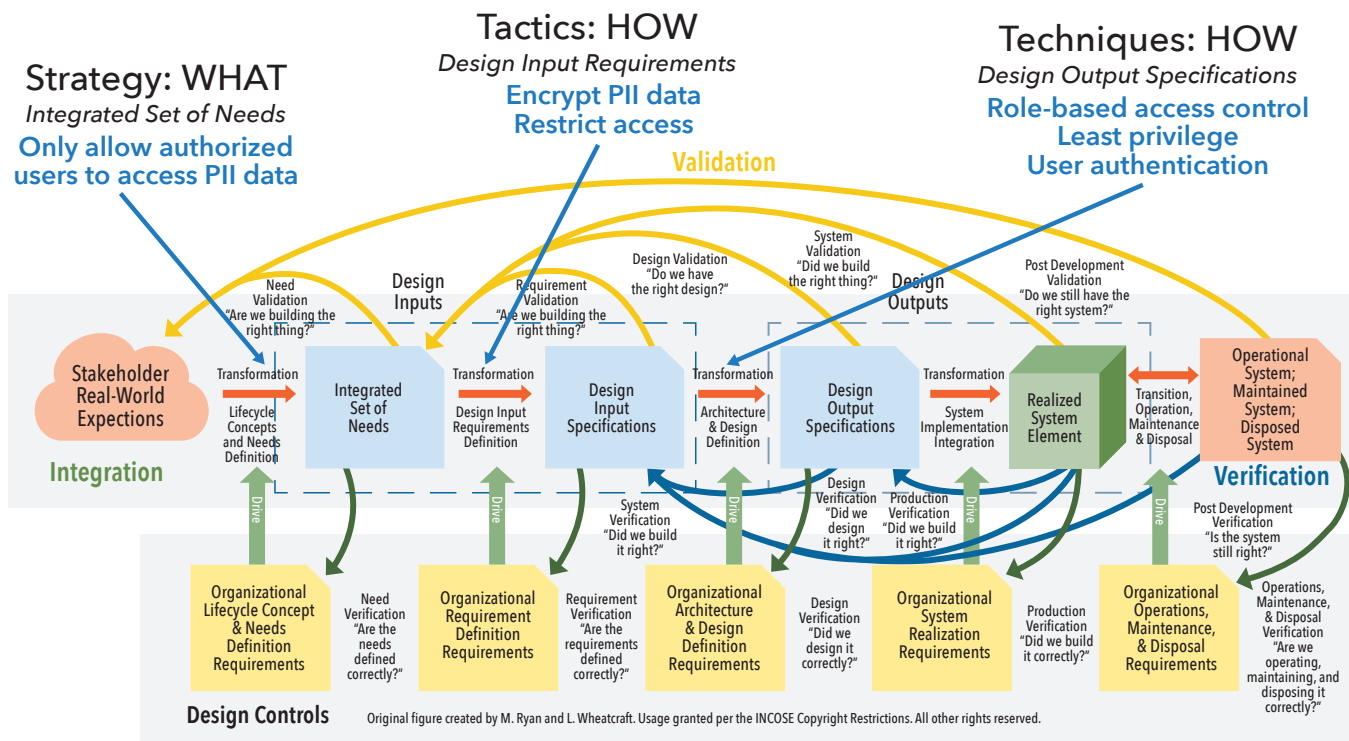 Strategy: WHAT
Integrated Set of Needs
Only allow authorized
users to access PII data
Tactics: HOW
Design Input Requirements
Encrypt PII data
Restrict access
Techniques: HOW
Design Output Specifications
Role-based access control
Least privilege
User authentication
Validation
Need
Validation
“Are we building the
right thing?”
Design
Inputs
Requirement
Validation
“Are we building the
right thing?”
Design Validation
“Do we have
the right design?”
System
Validation
“Did we build
the right thing?”
Design
Outputs
Post Development
Validation
“Do we still have the
right system?”
Stakeholder
Real-World
Expections
Transformation
Lifecycle
Concepts
and Needs
Definition
Integrated
Set of
Needs
Transformation
Design Input
Requirements
Definition
Design
Input
Specifications
Transformation
Architecture
& Design
Definition
Design
Output
Specifications
Transformation
System
Implementation
Integration
Realized
System
Element
Transition,
Operation,
Maintenance
& Disposal
Operational
System;
Maintained
System;
Disposed
System
Integration
Verification
Drive
Drive
Drive
Drive
Drive
System
Verification
“Did we build
it right?”
Design
Verification
“Did we
design
it right?”
Production
Verification
“Did we build
it right?”
Post Development
Verification
“Is the system
still right?”
Organizational
Lifecycle Concept
& Needs
Definition
Requirements
Need
Verification
“Are the
needs
defined
correctly?”
Organizational
Requirement
Definition
Requirements
Requirement
Verification
“Are the
requirements
defined
correctly?”
Organizational
Architecture
& Design
Definition
Requirements
Design
Verification
“Did we
design it
correctly?”
Organizational
System
Realization
Requirements
Production
Verification
“Did we build
it correctly?”
Organizational
Operations,
Maintenance,
& Disposal
Requirements
Operations,
Maintenance,
& Disposal
Verification
“Are we
operating,
maintaining, and
disposing it
correctly?”
Design Controls
Original figure created by M. Ryan and L. Wheatcraft. Usage granted per the INCOSE Copyright Restrictions. All other rights reserved.